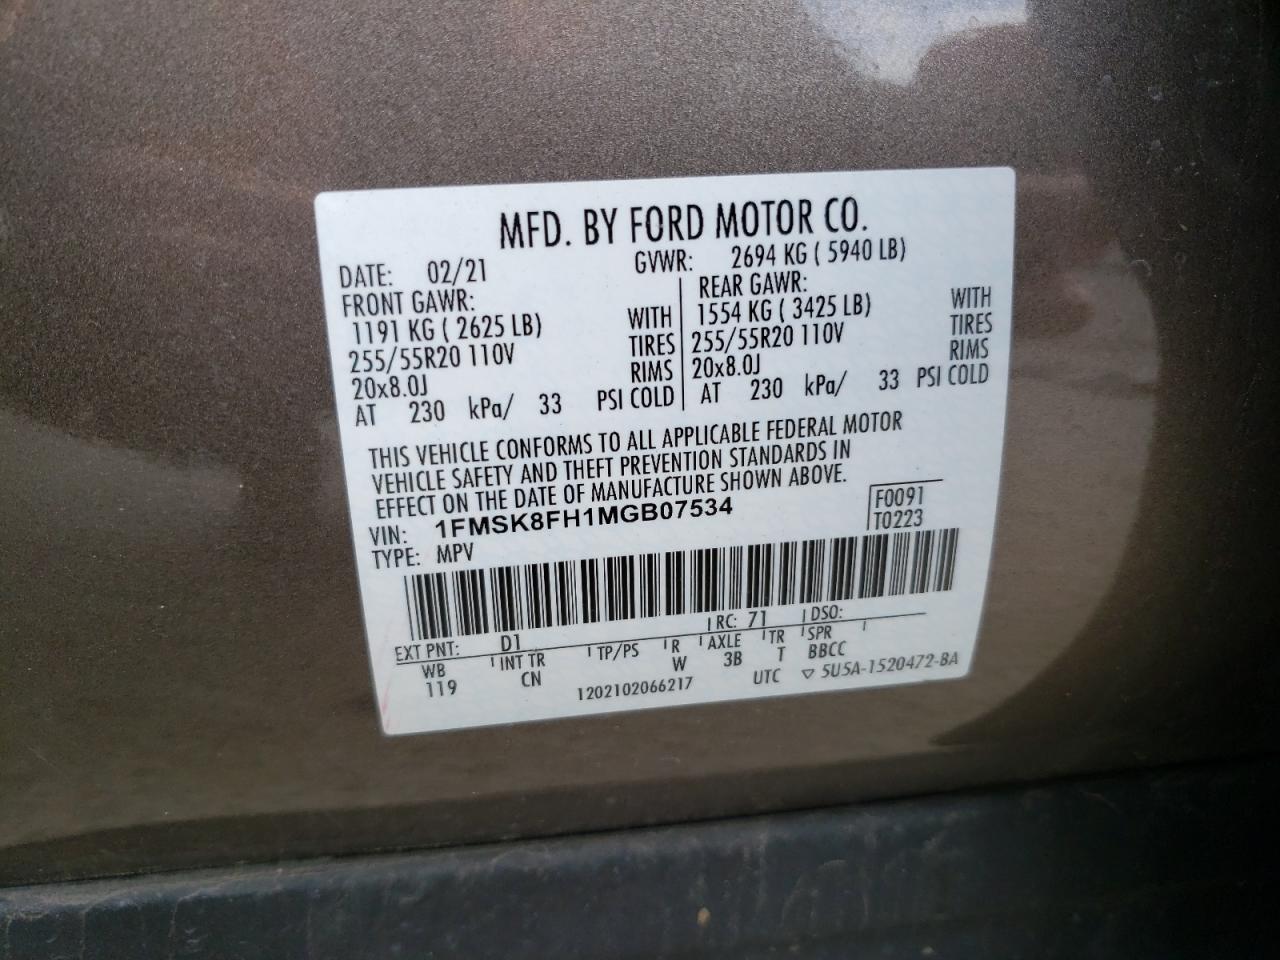 MFD. BY FORD MOTOR CO.
DATE: 02/21 GVWR: 2694 KG ( 5940 LB)
FRONT GAWR: REAR GAWR:
1191 KG ( 2625 LB) WITH 1554 KG ( 3425 LB) WITH
255/55R20 110V TIRES 255/55R20 110V TIRES
20x8.0J RIMS 20x8.0J RIMS
AT 230 kPa/ 33 PSI COLD AT 230 kPa/ 33 PSI COLD
THIS VEHICLE CONFORMS TO ALL APPLICABLE FEDERAL MOTOR
VEHICLE SAFETY AND THEFT PREVENTION STANDARDS IN
EFFECT ON THE DATE OF MANUFACTURE SHOWN ABOVE.
VIN: 1FMSK8FH1MGB07534 F0091
TYPE: MPV T0223
EXT PNT: D1 RC: 71 DSO:
WB INT TR TP/PS R AXLE TR SPR
119 CN W 3B T BBCC
1202102066217 UTC ▽ 5U5A-1520472-BA